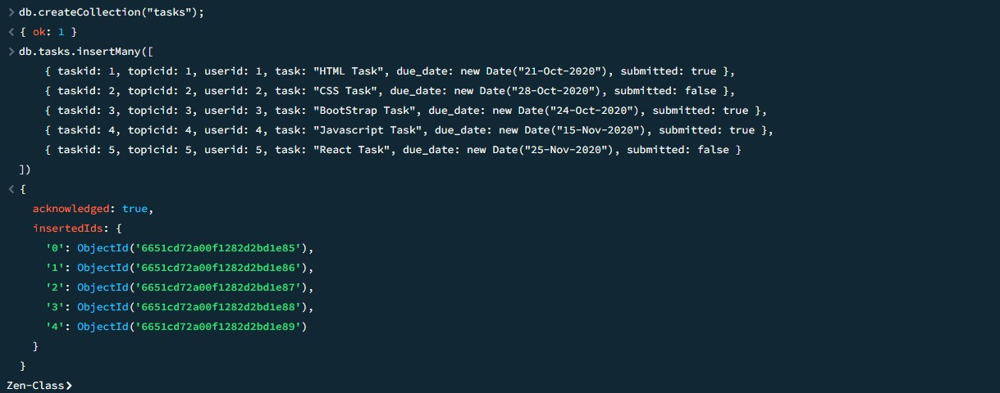 > db.createCollection("tasks");
< { ok: 1 }
> db.tasks.insertMany([
    { taskid: 1, topicid: 1, userid: 1, task: "HTML Task", due_date: new Date("21-Oct-2020"), submitted: true },
    { taskid: 2, topicid: 2, userid: 2, task: "CSS Task", due_date: new Date("28-Oct-2020"), submitted: false },
    { taskid: 3, topicid: 3, userid: 3, task: "BootStrap Task", due_date: new Date("24-Oct-2020"), submitted: true },
    { taskid: 4, topicid: 4, userid: 4, task: "Javascript Task", due_date: new Date("15-Nov-2020"), submitted: true },
    { taskid: 5, topicid: 5, userid: 5, task: "React Task", due_date: new Date("25-Nov-2020"), submitted: false }
])
< {
  acknowledged: true,
  insertedIds: {
    '0': ObjectId('6651cd72a00f1282d2bd1e85'),
    '1': ObjectId('6651cd72a00f1282d2bd1e86'),
    '2': ObjectId('6651cd72a00f1282d2bd1e87'),
    '3': ObjectId('6651cd72a00f1282d2bd1e88'),
    '4': ObjectId('6651cd72a00f1282d2bd1e89')
  }
}
Zen-Class>